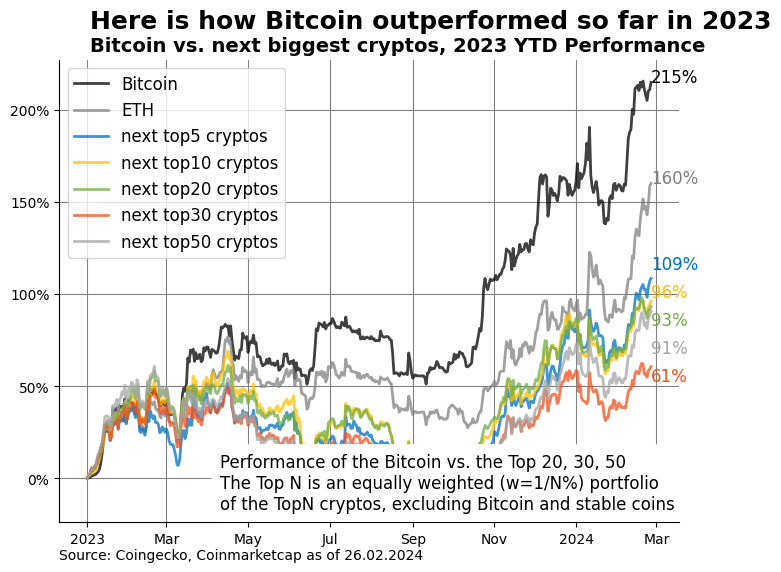 Here is how Bitcoin outperformed so far in 2023
Bitcoin vs. next biggest cryptos, 2023 YTD Performance
Bitcoin
ETH
next top5 cryptos
next top10 cryptos
next top20 cryptos
next top30 cryptos
next top50 cryptos
200%
150%
100%
50%
0%
215%
160%
109%
96%
93%
91%
61%
Performance of the Bitcoin vs. the Top 20, 30, 50
The Top N is an equally weighted (w=1/N%) portfolio
of the TopN cryptos, excluding Bitcoin and stable coins
2023 Mar May Jul Sep Nov 2024 Mar
Source: Coingecko, Coinmarketcap as of 26.02.2024